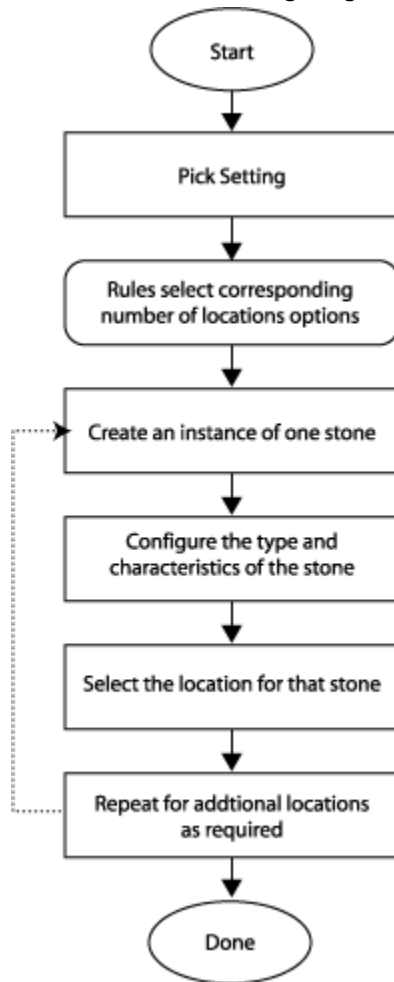 Start
Pick Setting
Rules select corresponding
number of locations options
Create an instance of one stone
Configure the type and
characteristics of the stone
Select the location for that stone
Repeat for addtional locations
as required
Done